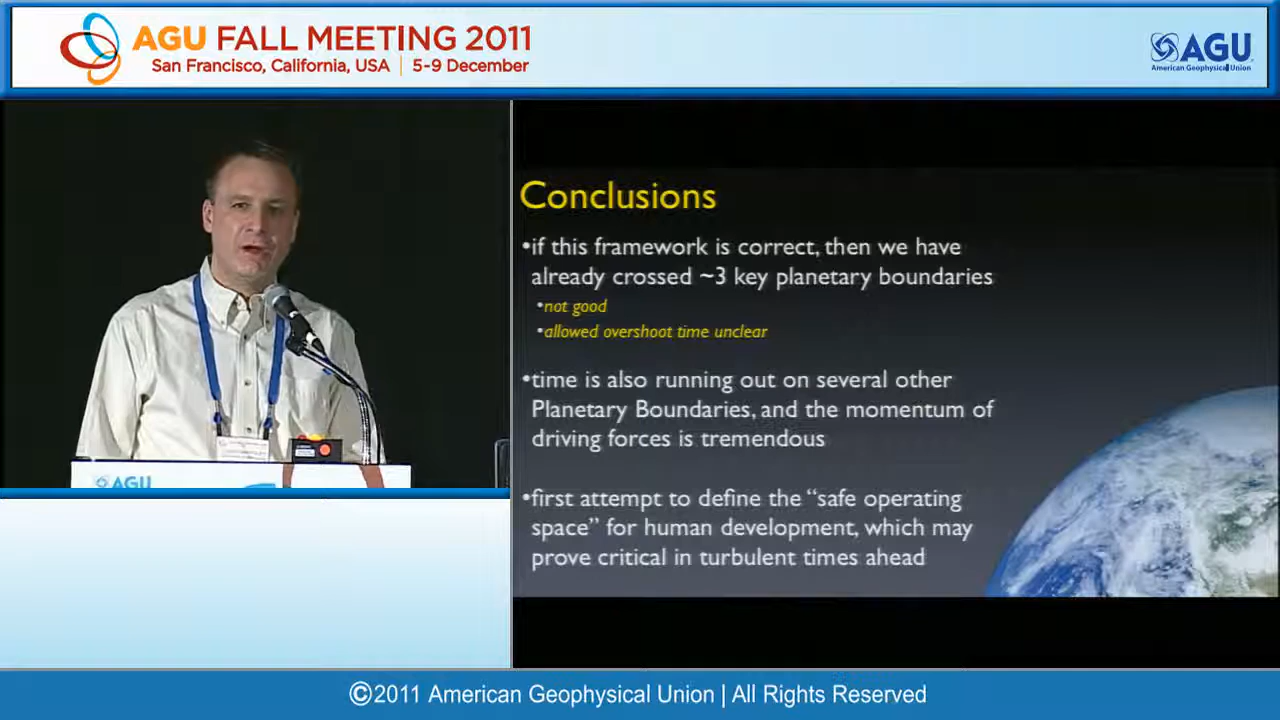 AGU FALL MEETING 2011
San Francisco, California, USA | 5-9 December
AGU
American Geophysical Union
Conclusions
•if this framework is correct, then we have
already crossed ~3 key planetary boundaries
•not good
•allowed overshoot time unclear
•time is also running out on several other
Planetary Boundaries, and the momentum of
driving forces is tremendous
•first attempt to define the “safe operating
space” for human development, which may
prove critical in turbulent times ahead
AGU
©2011 American Geophysical Union | All Rights Reserved